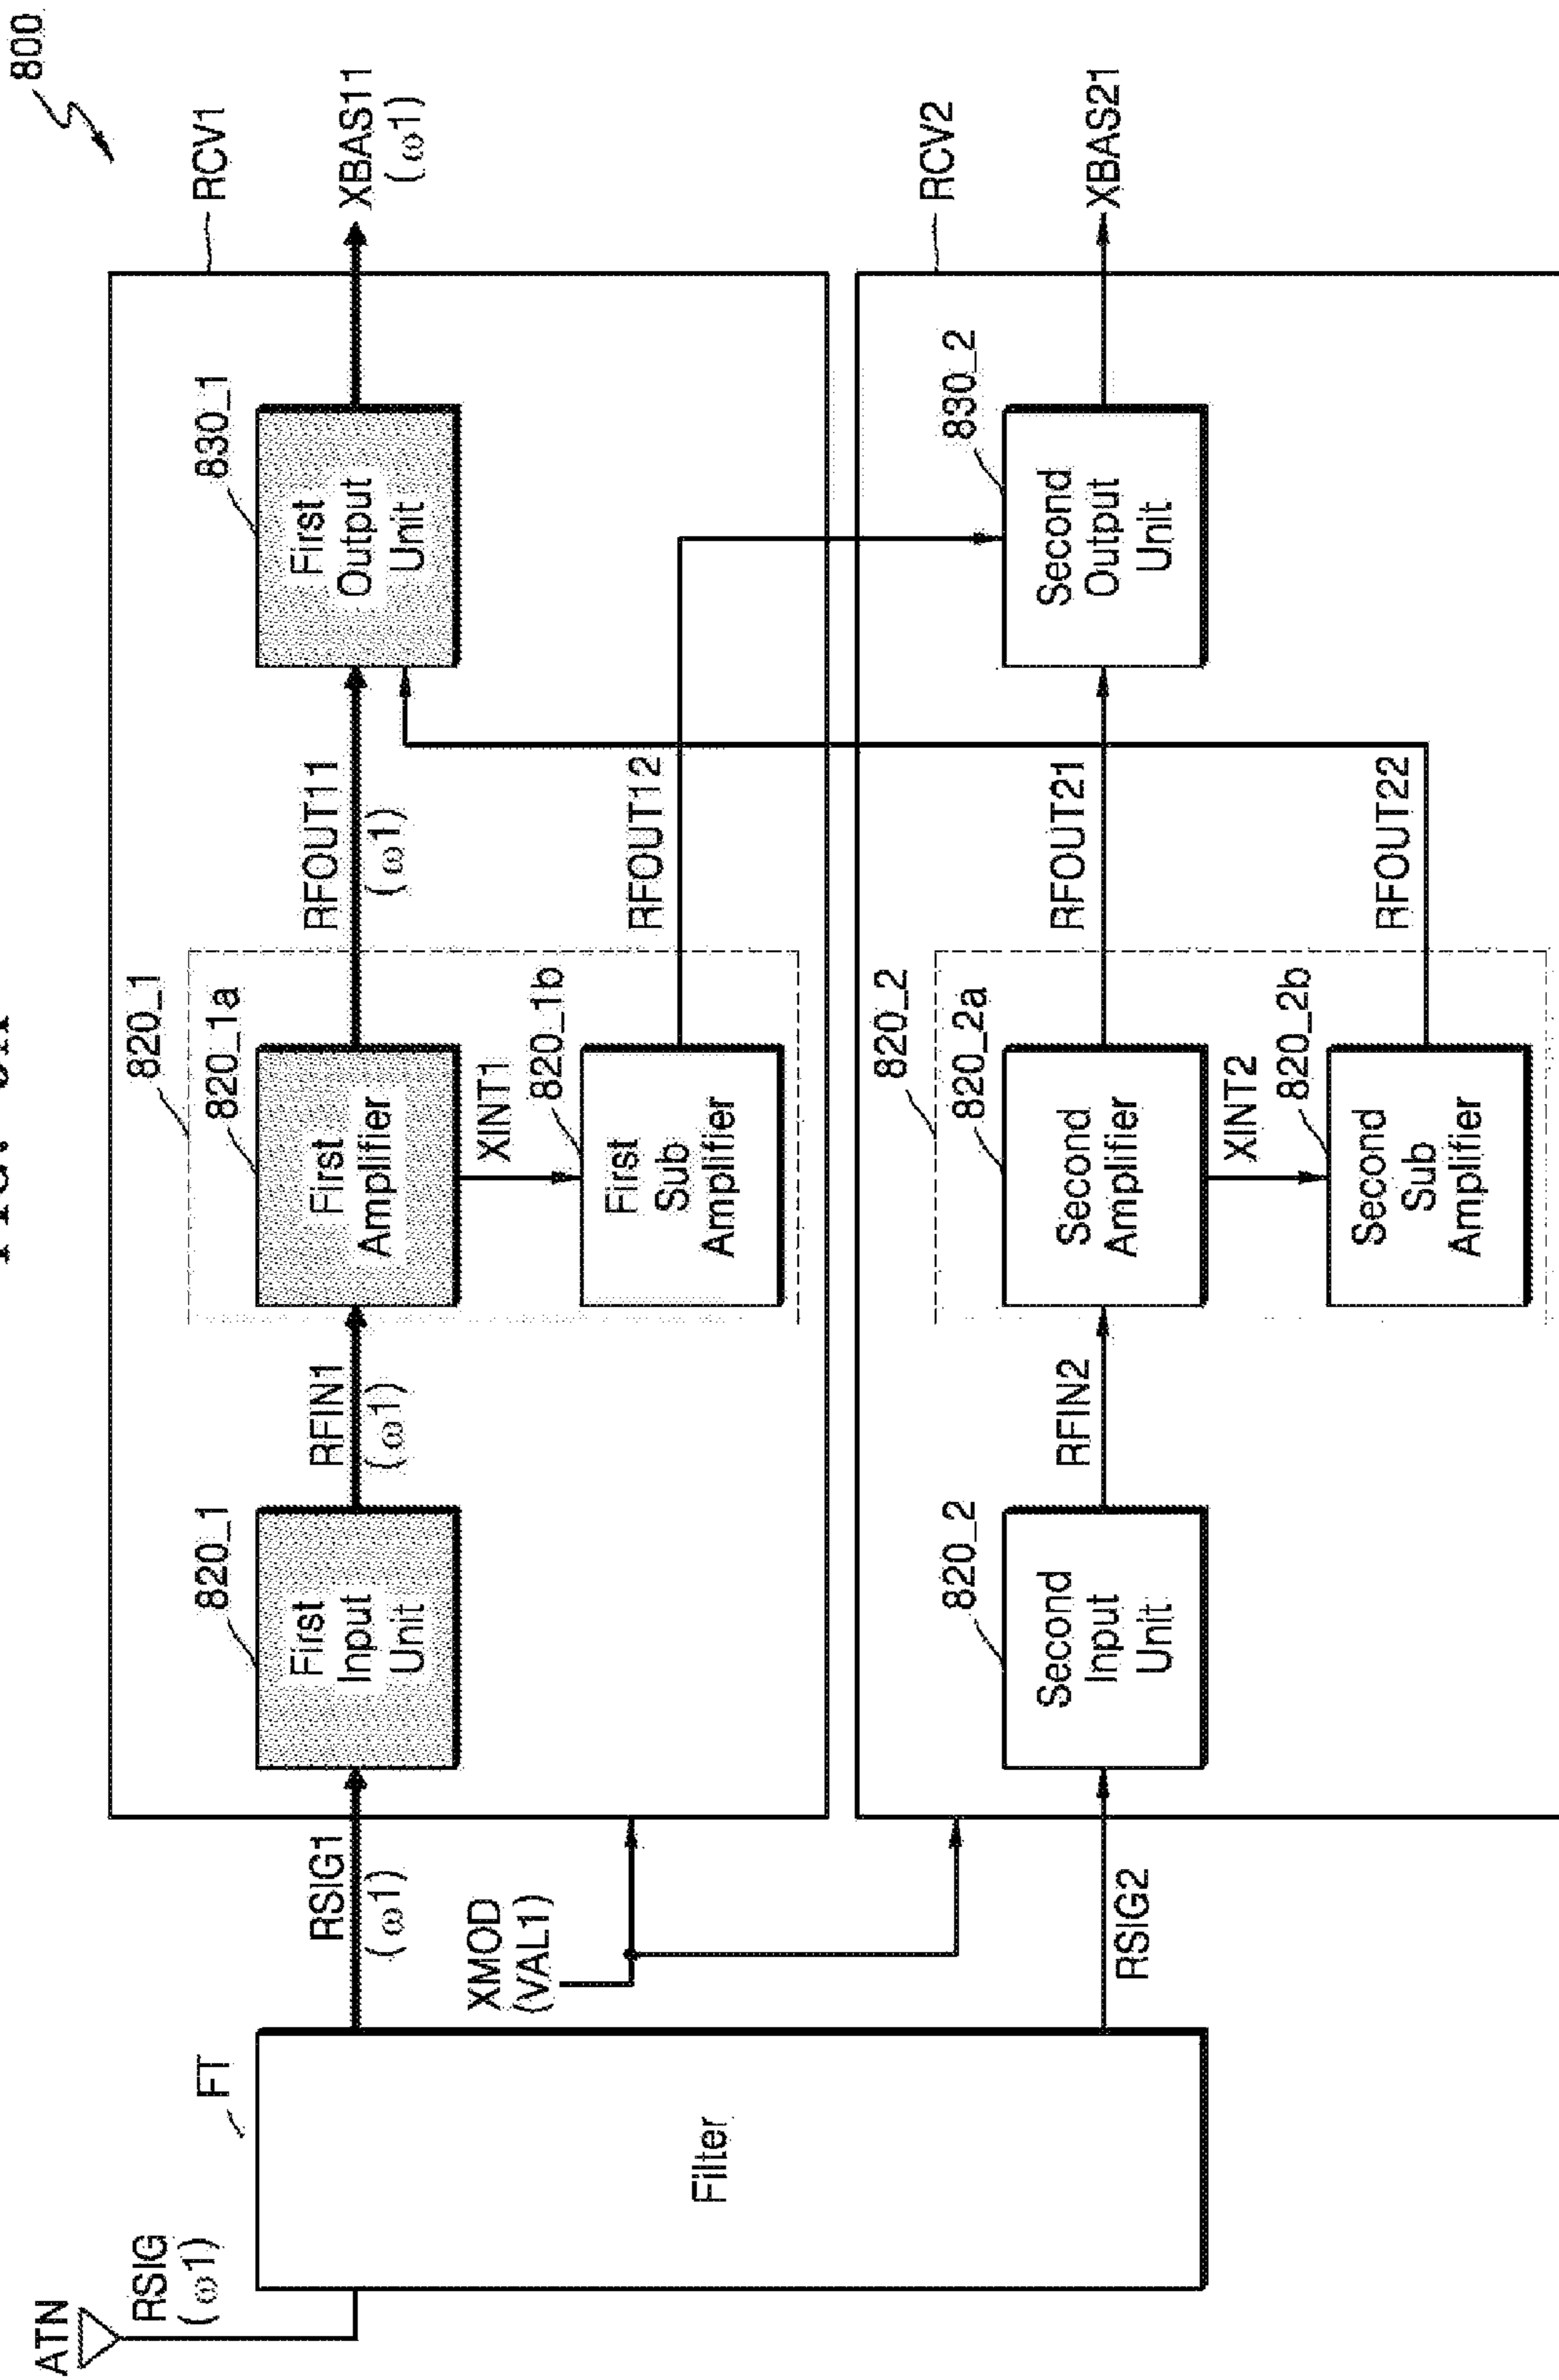 800
ATN
RSIG
(ω1)
FT
Filter
RSIG1
(ω1)
XMOD
(VAL1)
RSIG2
RCV1
820_1
First
Input
Unit
RFIN1
(ω1)
820_1
820_1a
First
Amplifier
XINT1
820_1b
First
Sub
Amplifier
RFOUT11
(ω1)
RFOUT12
830_1
First
Output
Unit
XBAS11
(ω1)
RCV2
820_2
Second
Input
Unit
RFIN2
820_2
820_2a
Second
Amplifier
XINT2
820_2b
Second
Sub
Amplifier
RFOUT21
RFOUT22
830_2
Second
Output
Unit
XBAS21